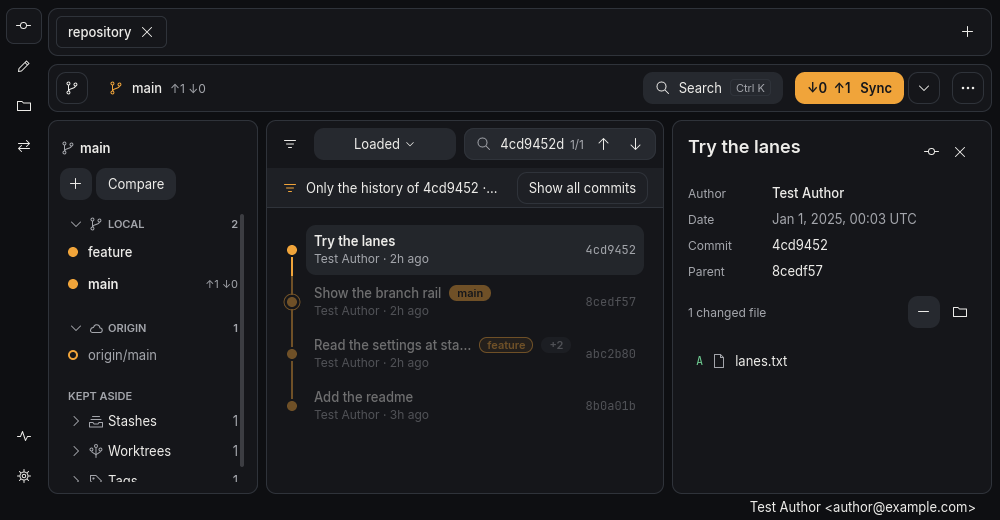 repository
main ↑1 ↓0
Search Ctrl K
↓0 ↑1 Sync
main
Compare
LOCAL 2
feature
main ↑1 ↓0
ORIGIN 1
origin/main
KEPT ASIDE
Stashes 1
Worktrees 1
Tags 1
Loaded
4cd9452d 1/1
Only the history of 4cd9452 ·...
Show all commits
Try the lanes
Test Author · 2h ago
4cd9452
Show the branch rail main
Test Author · 2h ago
8cedf57
Read the settings at sta... feature +2
Test Author · 2h ago
abc2b80
Add the readme
Test Author · 3h ago
8b0a01b
Try the lanes
Author Test Author
Date Jan 1, 2025, 00:03 UTC
Commit 4cd9452
Parent 8cedf57
1 changed file
A lanes.txt
Test Author <author@example.com>